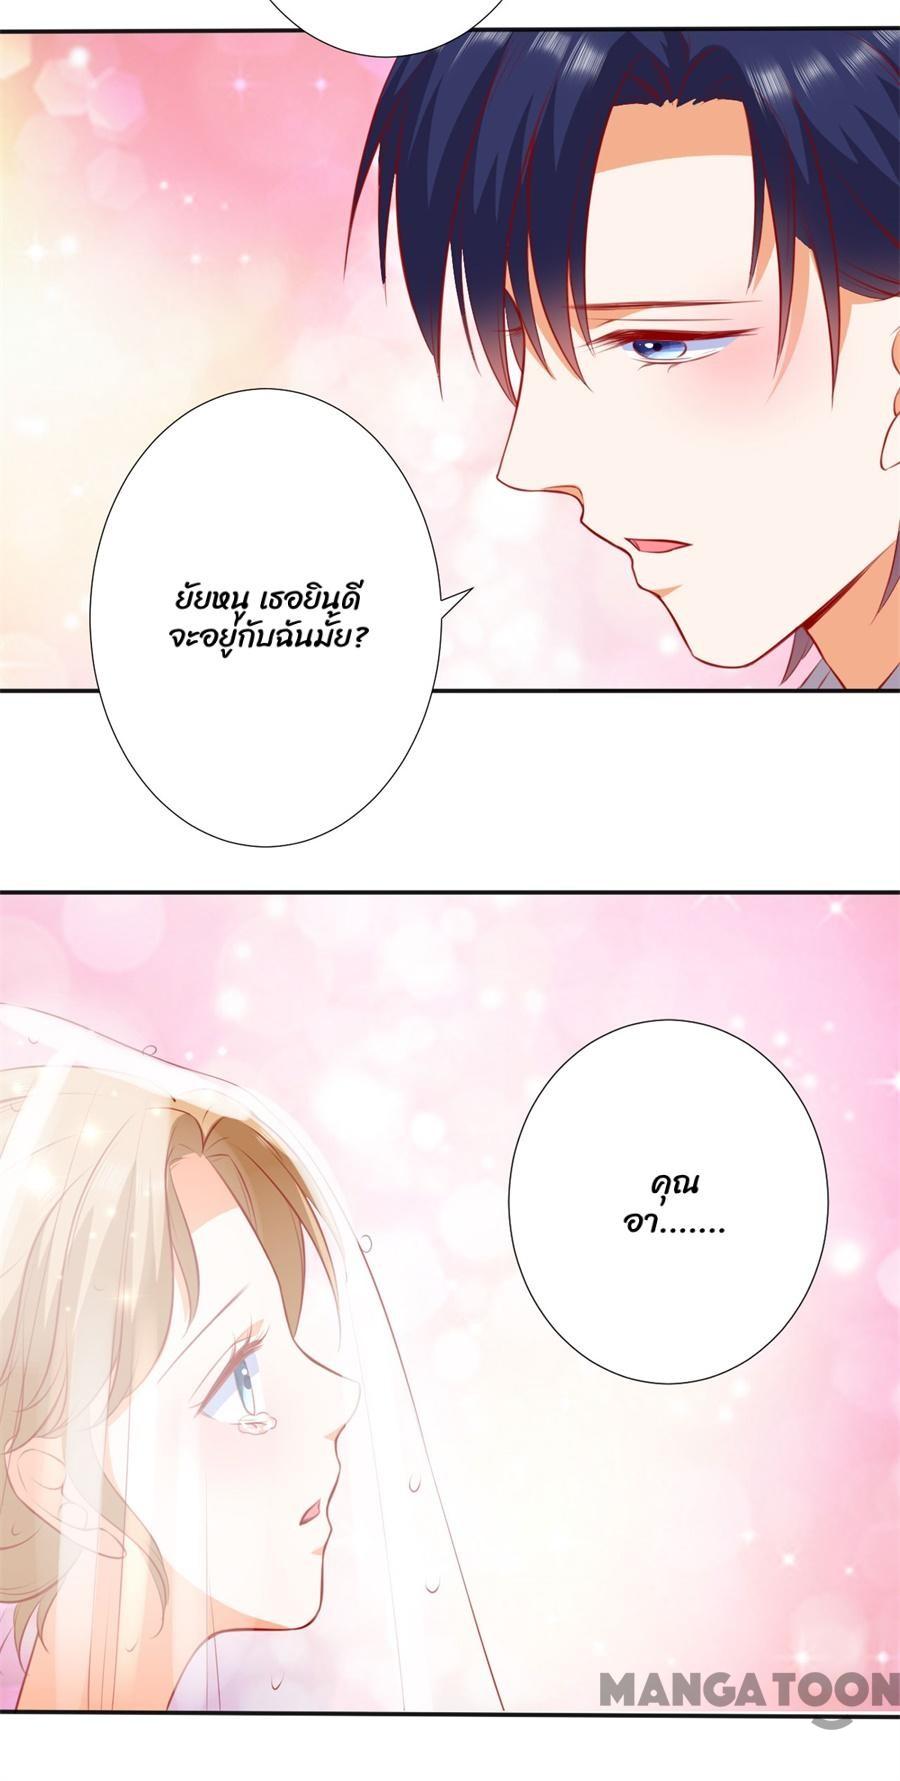 ยัยหนู เธอยินดี
จะอยู่กับฉันมั้ย?
คุณ
อา.......
MANGATOON